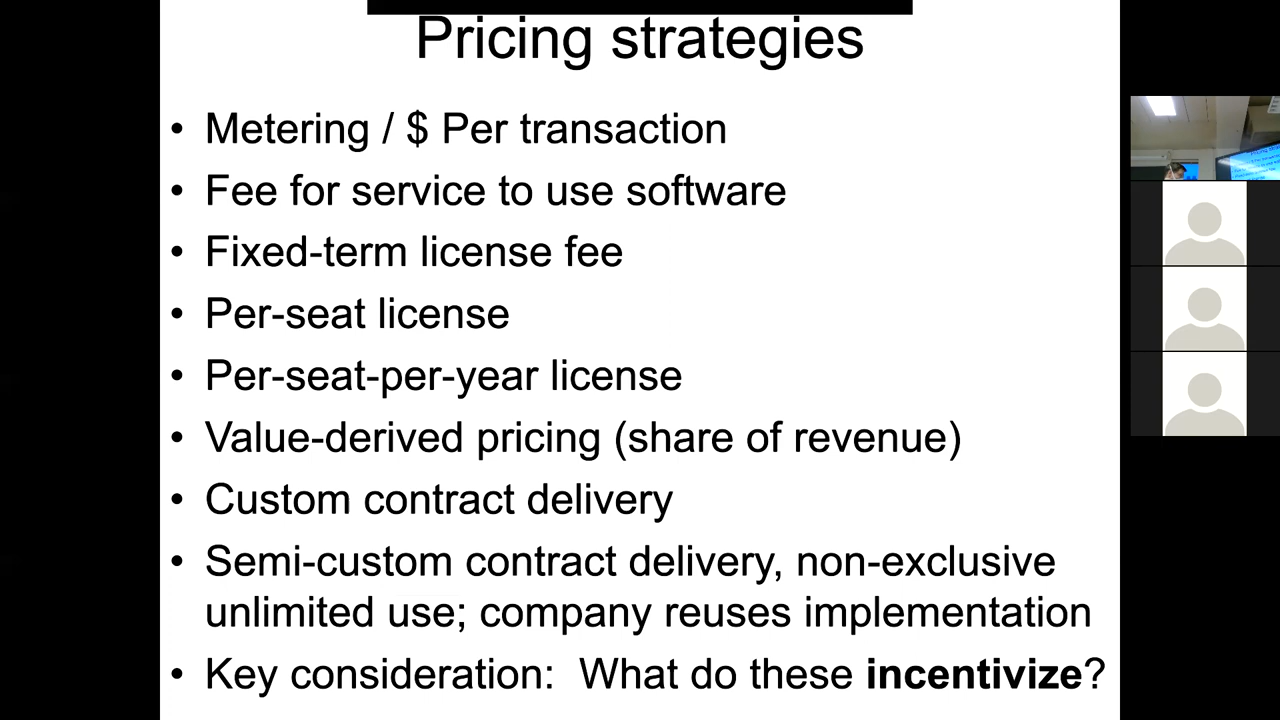 Pricing strategies
• Metering / $ Per transaction
• Fee for service to use software
• Fixed-term license fee
• Per-seat license
• Per-seat-per-year license
• Value-derived pricing (share of revenue)
• Custom contract delivery
• Semi-custom contract delivery, non-exclusive
unlimited use; company reuses implementation
• Key consideration:  What do these incentivize?